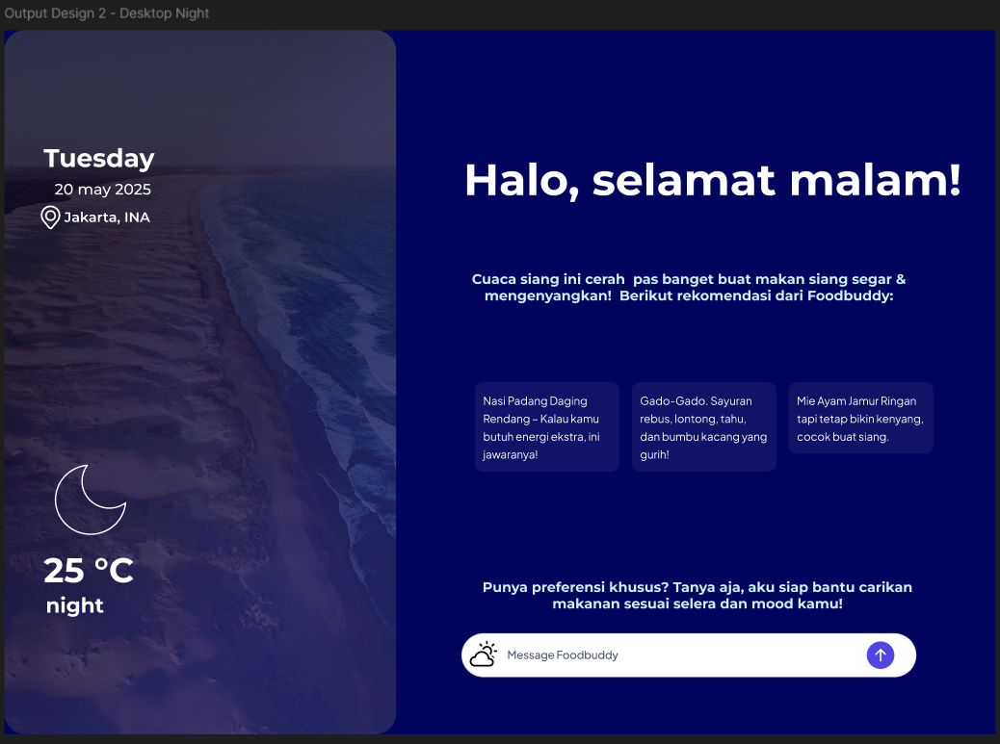 Output Design 2 - Desktop Night
Tuesday
20 may 2025
Jakarta, INA
25 °C
night
Halo, selamat malam!
Cuaca siang ini cerah  pas banget buat makan siang segar &
mengenyangkan!  Berikut rekomendasi dari Foodbuddy:
Nasi Padang Daging
Rendang – Kalau kamu
butuh energi ekstra, ini
jawaranya!
Gado-Gado. Sayuran
rebus, lontong, tahu,
dan bumbu kacang yang
gurih!
Mie Ayam Jamur Ringan
tapi tetap bikin kenyang,
cocok buat siang.
Punya preferensi khusus? Tanya aja, aku siap bantu carikan
makanan sesuai selera dan mood kamu!
Message Foodbuddy